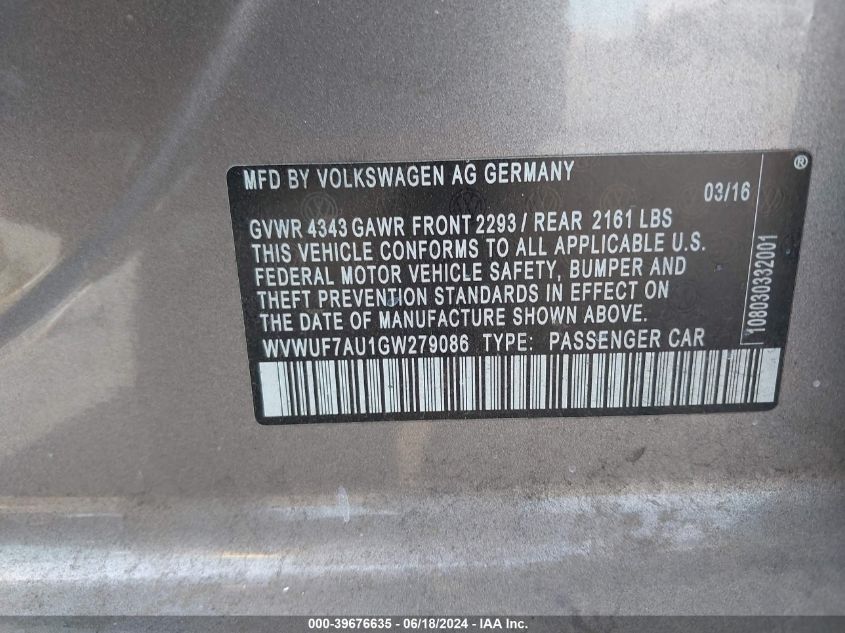 MFD BY VOLKSWAGEN AG GERMANY
03/16
®
GVWR 4343 GAWR FRONT 2293 / REAR 2161 LBS
THIS VEHICLE CONFORMS TO ALL APPLICABLE U.S.
FEDERAL MOTOR VEHICLE SAFETY, BUMPER AND
THEFT PREVENTION STANDARDS IN EFFECT ON
THE DATE OF MANUFACTURE SHOWN ABOVE.
WVWUF7AU1GW279086 TYPE: PASSENGER CAR
108030332001
000-39676635 - 06/18/2024 - IAA Inc.